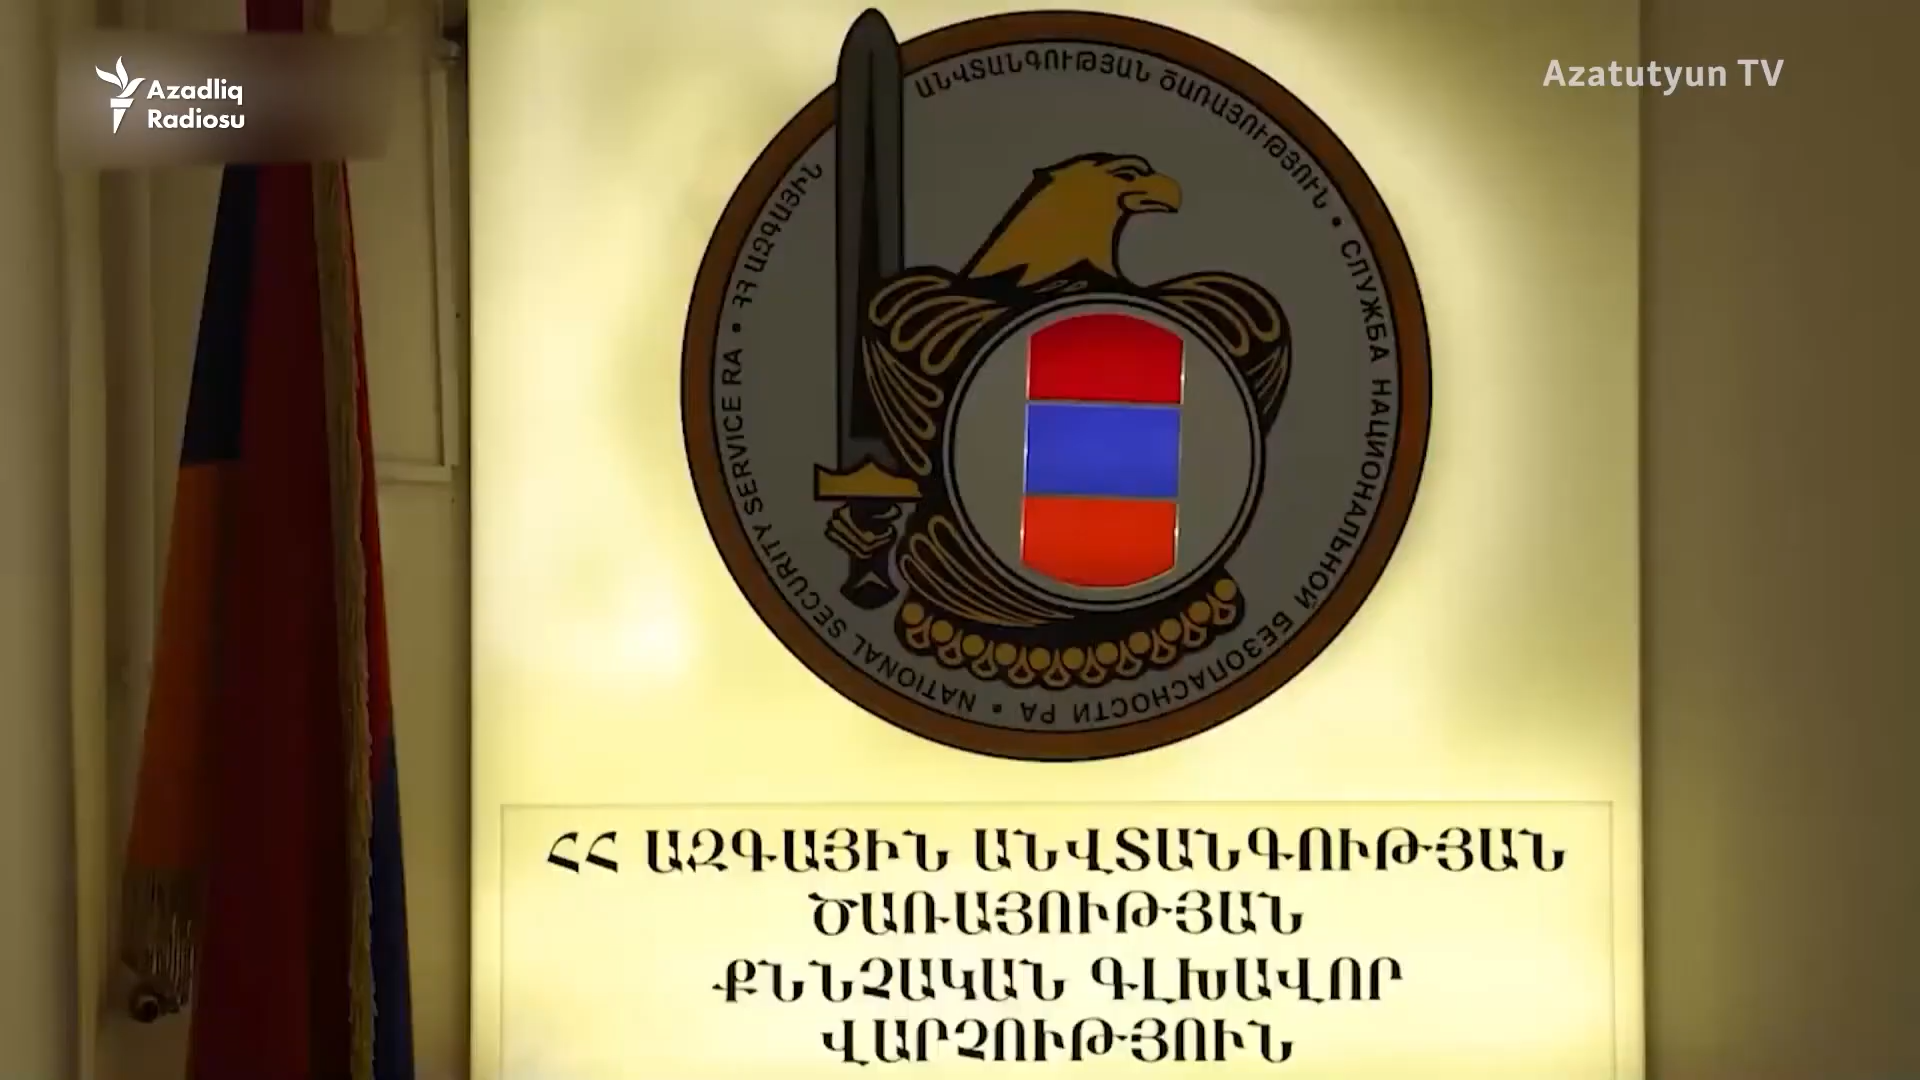 Azadlıq
Radiosu
Azatutyun TV
ՀՀ ԱԶԳԱՅԻՆ ԱՆՎՏԱՆԳՈՒԹՅԱՆ ԾԱՌԱՅՈՒԹՅՈՒՆ • СЛУЖБА НАЦИОНАЛЬНОЙ БЕЗОПАСНОСТИ РА • NATIONAL SECURITY SERVICE RA •
ՀՀ ԱԶԳԱՅԻՆ ԱՆՎՏԱՆԳՈՒԹՅԱՆ
ԾԱՌԱՅՈՒԹՅԱՆ
ՔՆՆՉԱԿԱՆ ԳԼԽԱՎՈՐ
ՎԱՐՉՈՒԹՅՈՒՆ